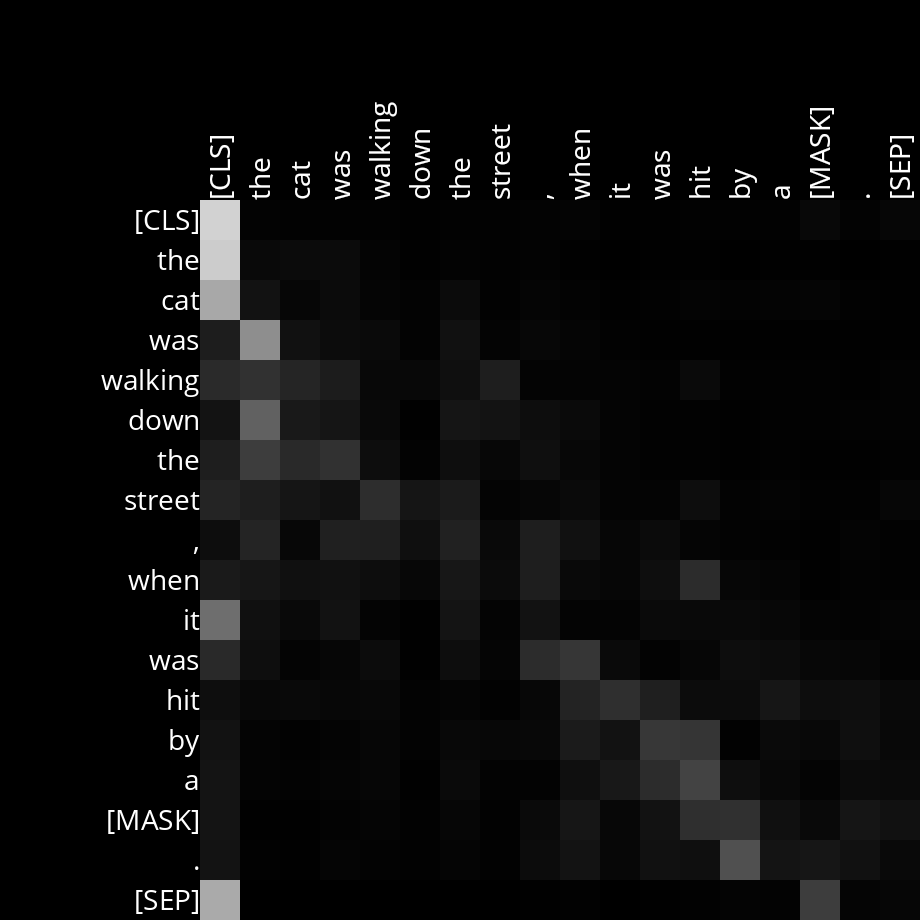 [CLS] the cat was walking down the street , when it was hit by a [MASK] . [SEP]
[CLS]
the
cat
was
walking
down
the
street
,
when
it
was
hit
by
a
[MASK]
.
[SEP]